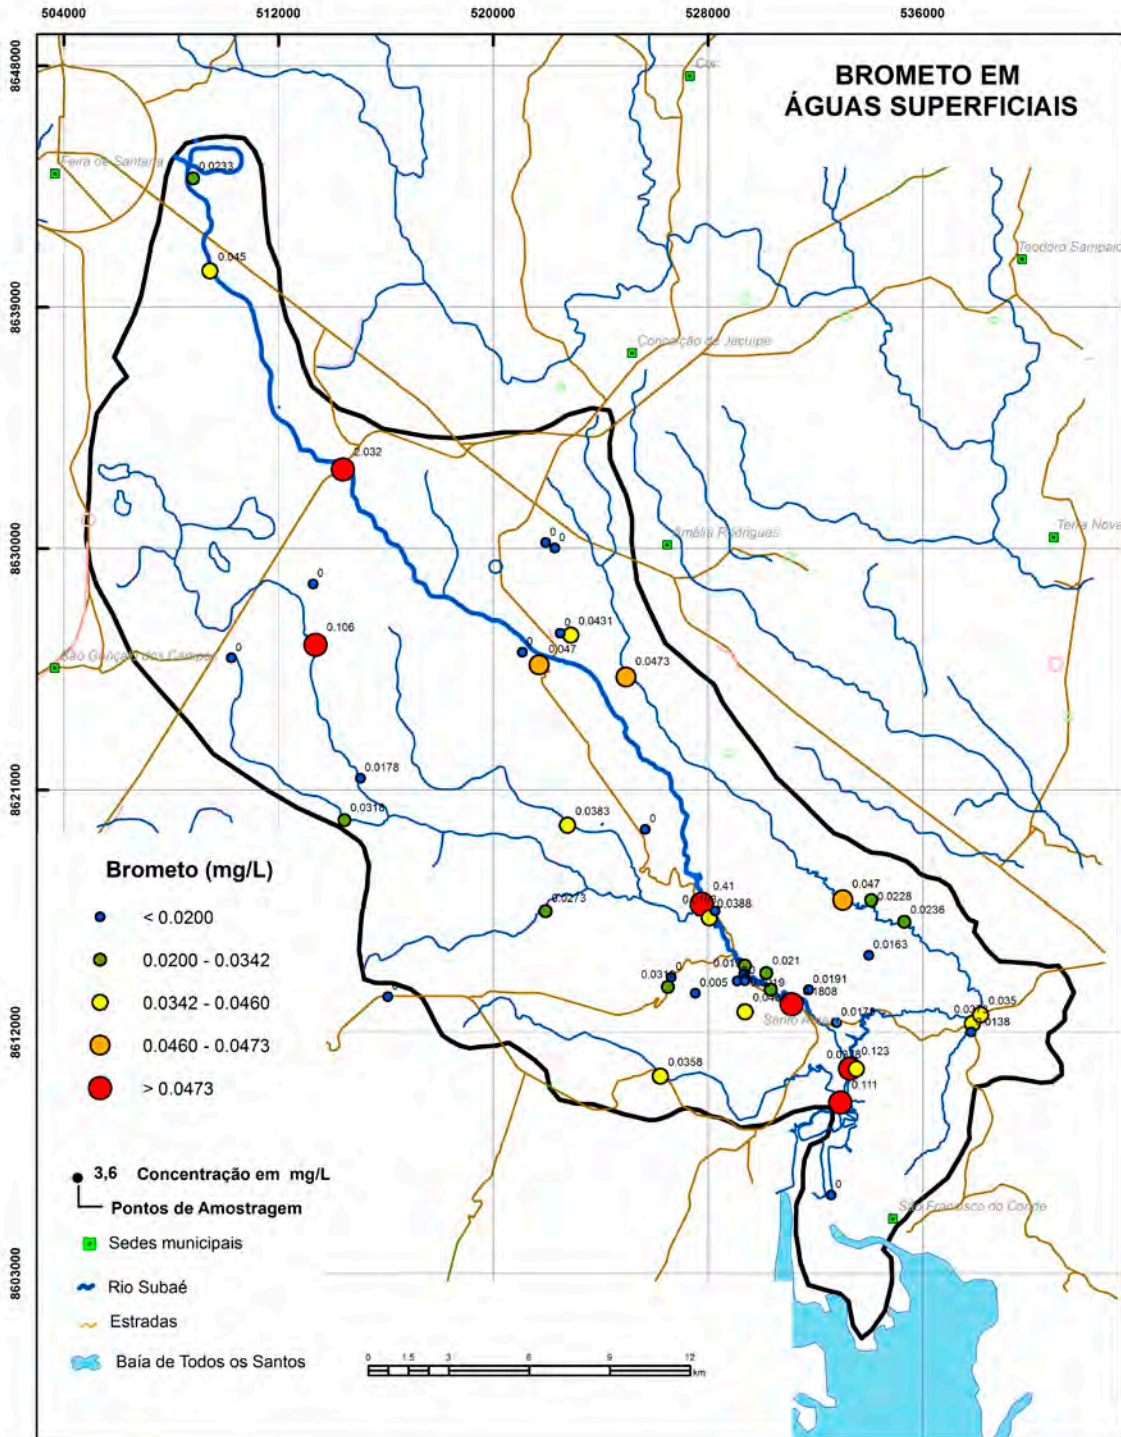 504000
512000
520000
528000
536000
8648000
8639000
8630000
8621000
8612000
8603000
BROMETO EM
ÁGUAS SUPERFICIAIS
Feira de Santana
Teodoro Sampaio
Conceição de Jacuipe
Amélia Rodrigues
Terra Nova
São Gonçalo dos Campos
São Francisco do Conde
0.0233
0.045
2.032
0
0
0
0.106
0
0.0431
0
0.047
0.0473
0.0178
0.0318
0.0383
0
0.41
0.0388
0.0273
0.047
0.0228
0.0236
0.0163
0
0.021
0.005
0.0191
0.035
0.0138
0
0.0358
0.123
0.111
0
Brometo (mg/L)
< 0.0200
0.0200 - 0.0342
0.0342 - 0.0460
0.0460 - 0.0473
> 0.0473
3,6 Concentração em mg/L
Pontos de Amostragem
Sedes municipais
Rio Subaé
Estradas
Baía de Todos os Santos
0 1.5 3 6 9 12
km